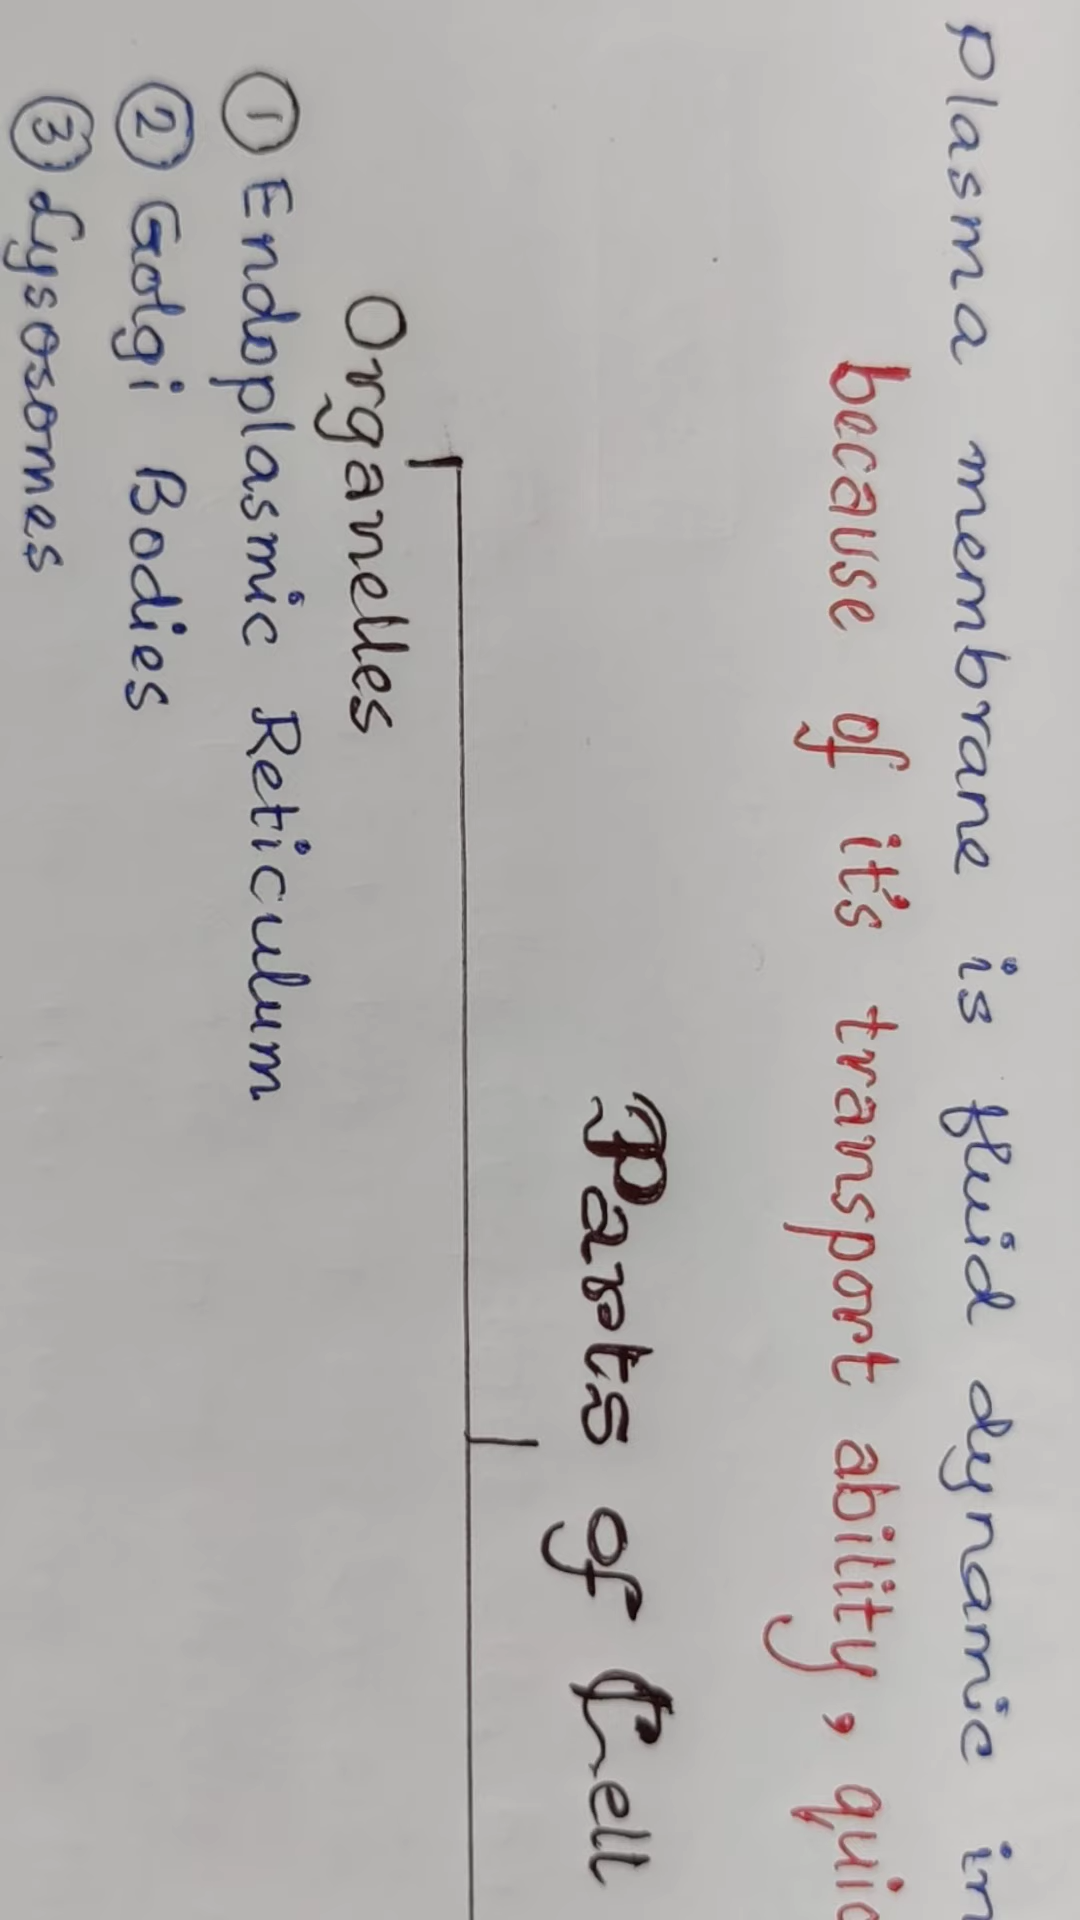 Plasma membrane is fluid dynamic in
because of it's transport ability,
Parts of Cell
Organelles
① Endoplasmic Reticulum
② Golgi Bodies
③ Lysosomes